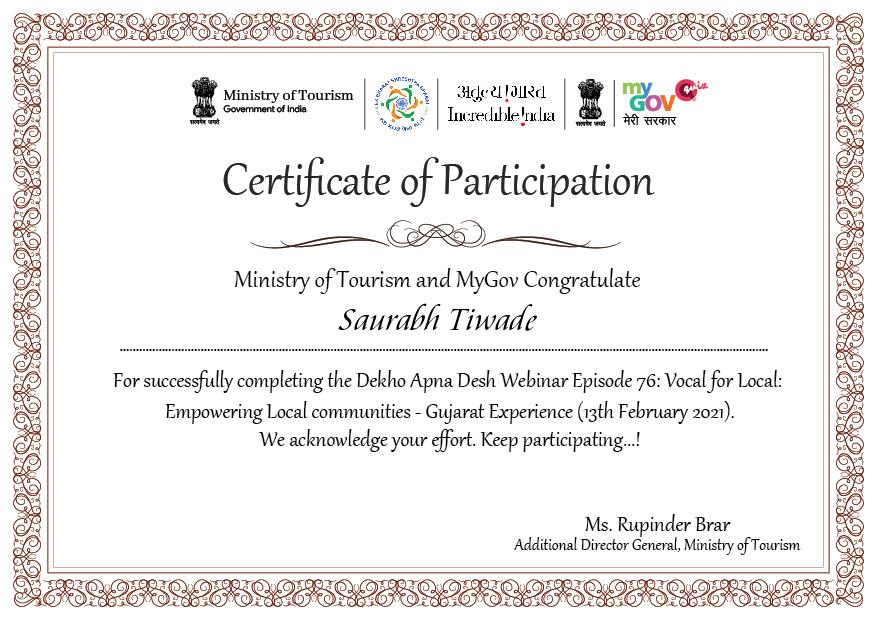 Ministry of Tourism
Government of India
सत्यमेव जयते
EK BHARAT SHRESHTHA BHARAT
अतुल्य ! भारत
Incredible !ndia
सत्यमेव जयते
my
GOV
quiz
मेरी सरकार
Certificate of Participation
Ministry of Tourism and MyGov Congratulate
Saurabh Tiwade
For successfully completing the Dekho Apna Desh Webinar Episode 76: Vocal for Local:
Empowering Local communities - Gujarat Experience (13th February 2021).
We acknowledge your effort. Keep participating...!
Ms. Rupinder Brar
Additional Director General, Ministry of Tourism